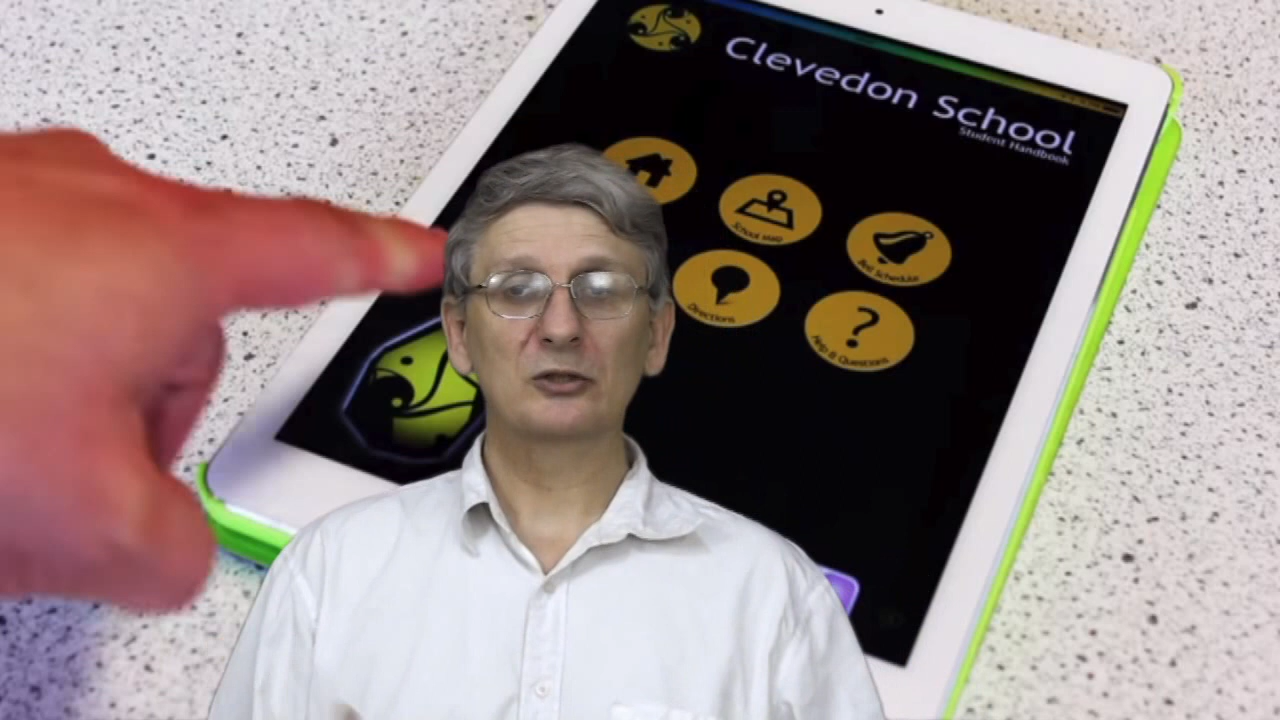 Clevedon School
Student Handbook
School Map
Bell Schedule
Directions
Help & Questions